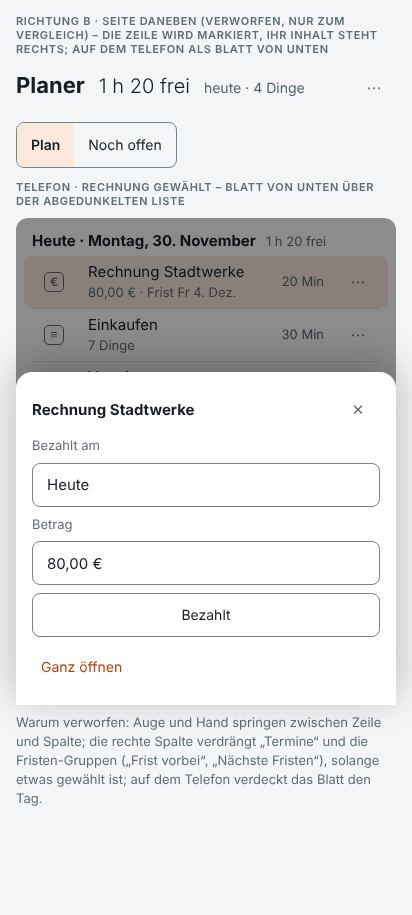 RICHTUNG B · SEITE DANEBEN (VERWORFEN, NUR ZUM
VERGLEICH) – DIE ZEILE WIRD MARKIERT, IHR INHALT STEHT
RECHTS; AUF DEM TELEFON ALS BLATT VON UNTEN
Planer 1 h 20 frei heute · 4 Dinge ···
Plan Noch offen
TELEFON · RECHNUNG GEWÄHLT – BLATT VON UNTEN ÜBER
DER ABGEDUNKELTEN LISTE
Heute · Montag, 30. November 1 h 20 frei
€ Rechnung Stadtwerke 20 Min ···
80,00 € · Frist Fr 4. Dez.
≡ Einkaufen 30 Min ···
7 Dinge
Rechnung Stadtwerke ×
Bezahlt am
Heute
Betrag
80,00 €
Bezahlt
Ganz öffnen
Warum verworfen: Auge und Hand springen zwischen Zeile
und Spalte; die rechte Spalte verdrängt „Termine“ und die
Fristen-Gruppen („Frist vorbei“, „Nächste Fristen“), solange
etwas gewählt ist; auf dem Telefon verdeckt das Blatt den
Tag.